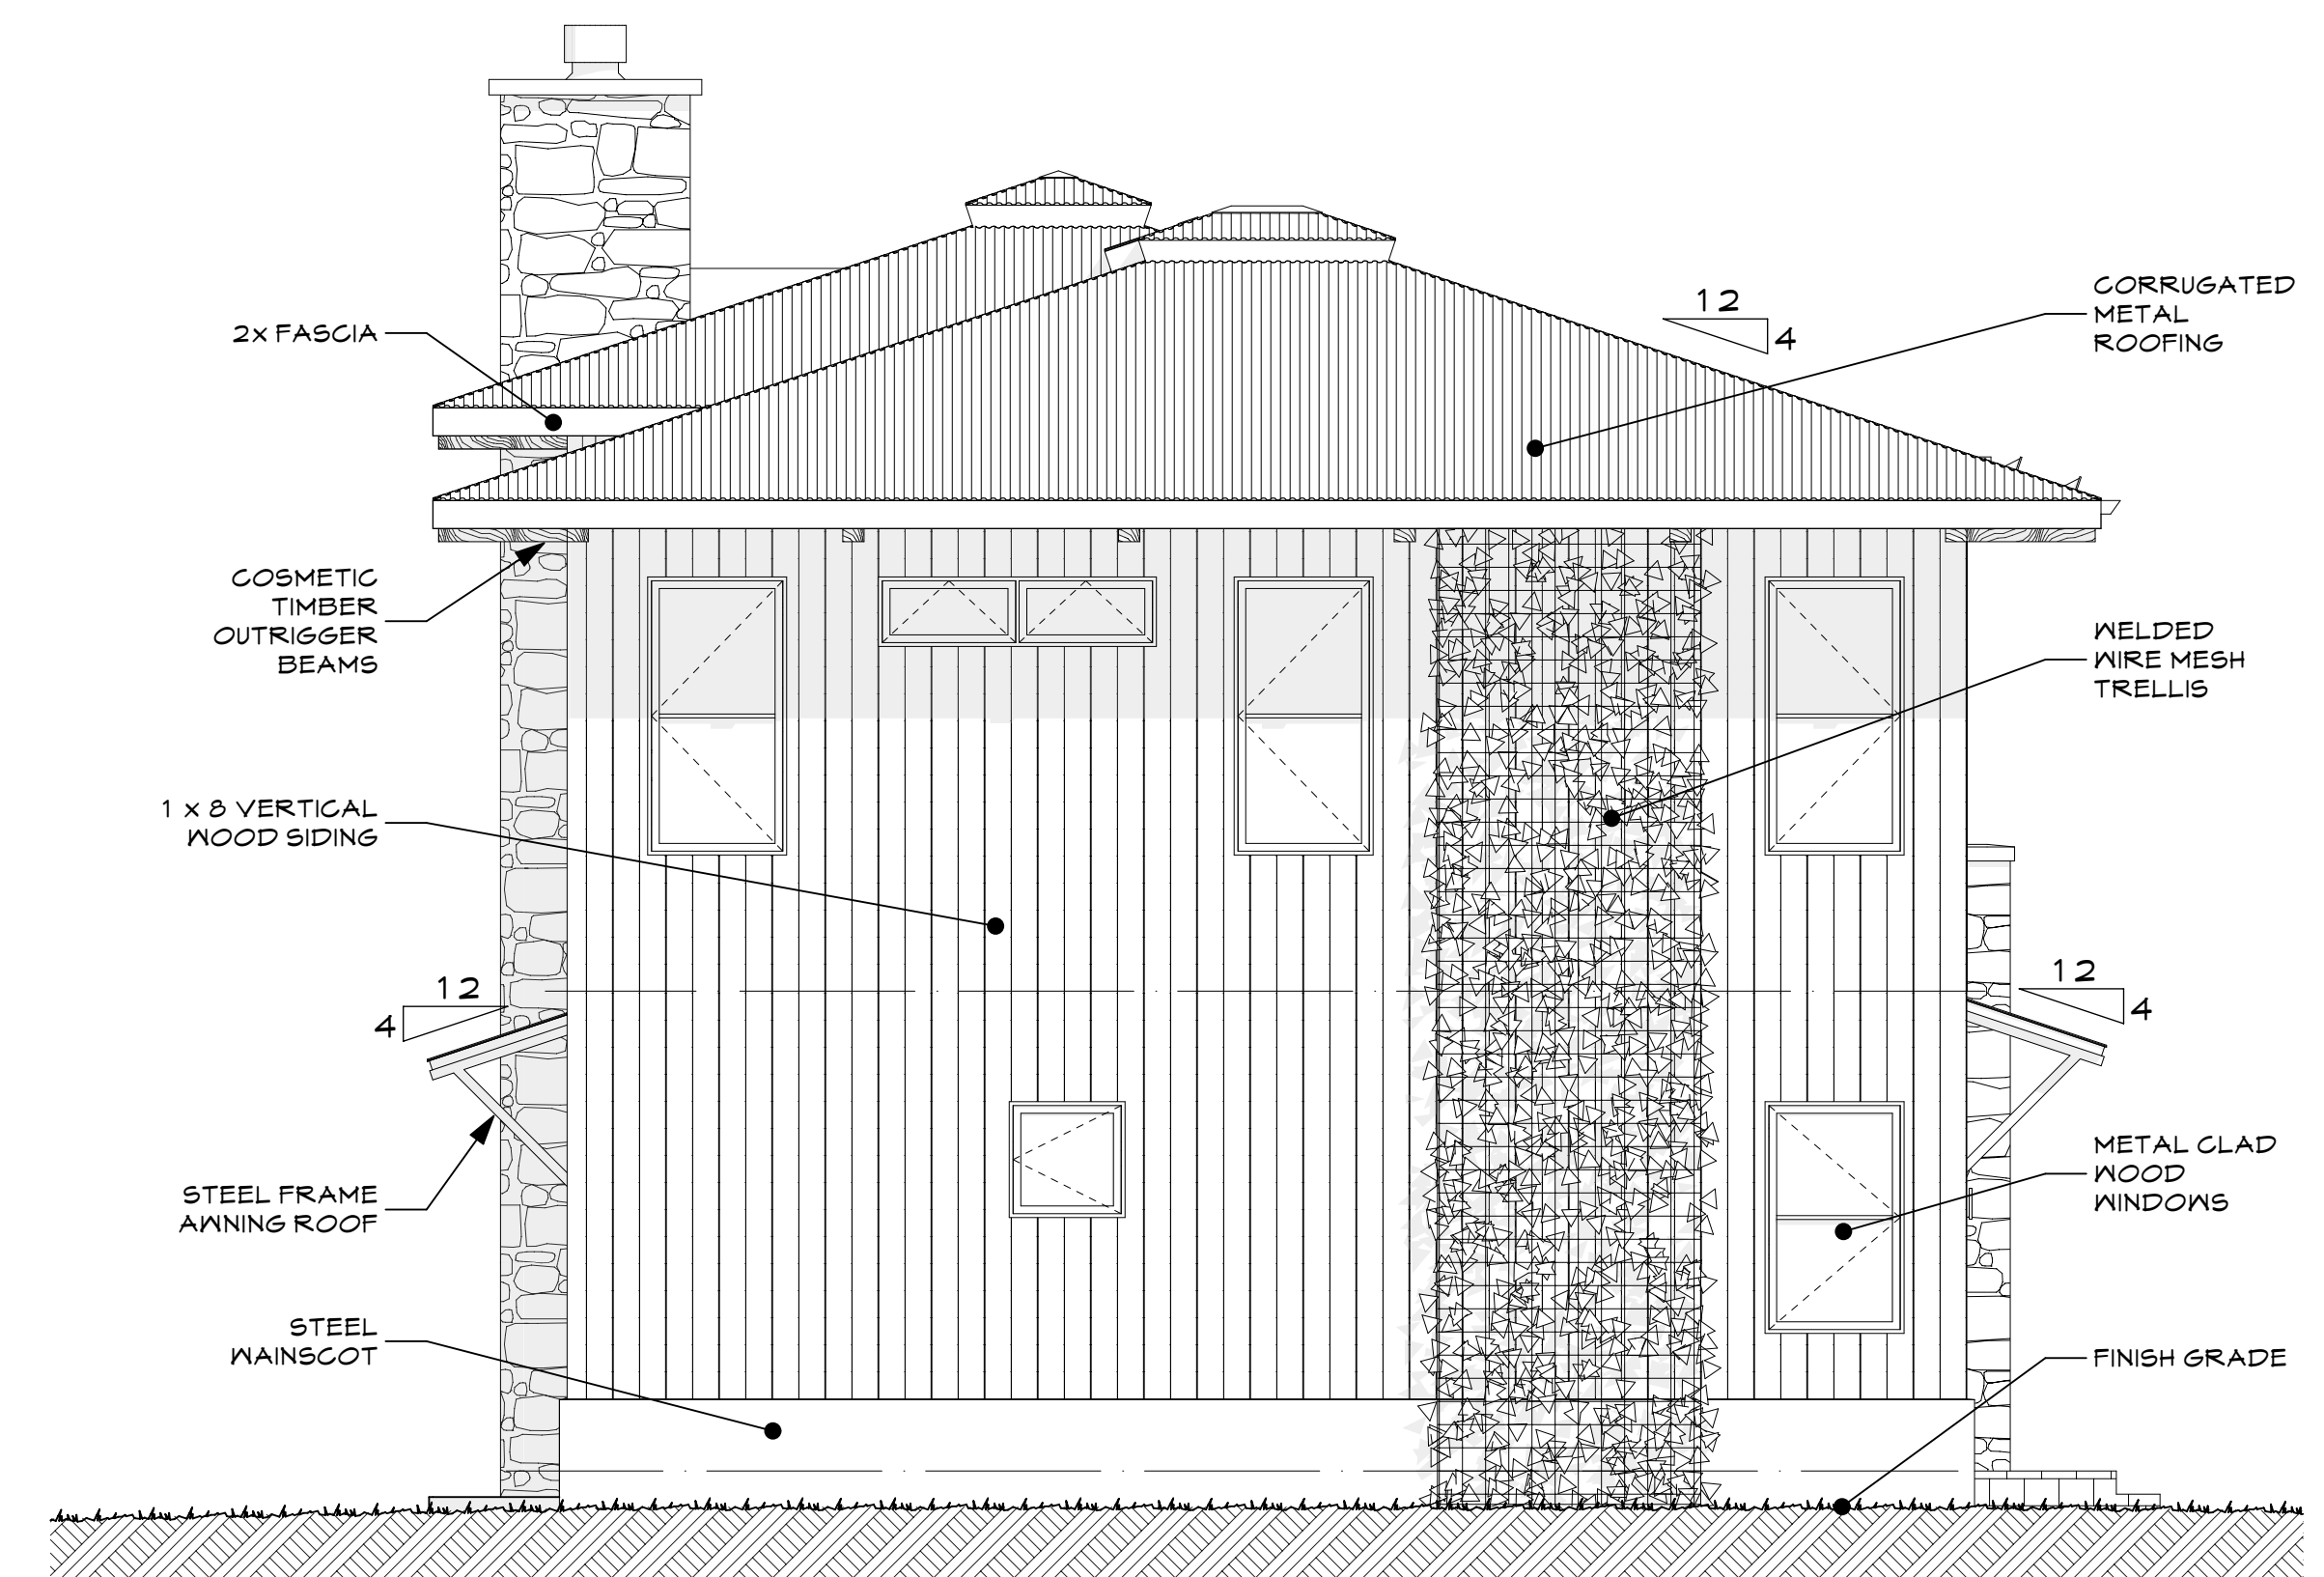 12
4
CORRUGATED
METAL
ROOFING
2x FASCIA
COSMETIC
TIMBER
OUTRIGGER
BEAMS
WELDED
WIRE MESH
TRELLIS
1 x 8 VERTICAL
WOOD SIDING
12
4
12
4
STEEL FRAME
AWNING ROOF
METAL CLAD
WOOD
WINDOWS
STEEL
WAINSCOT
FINISH GRADE